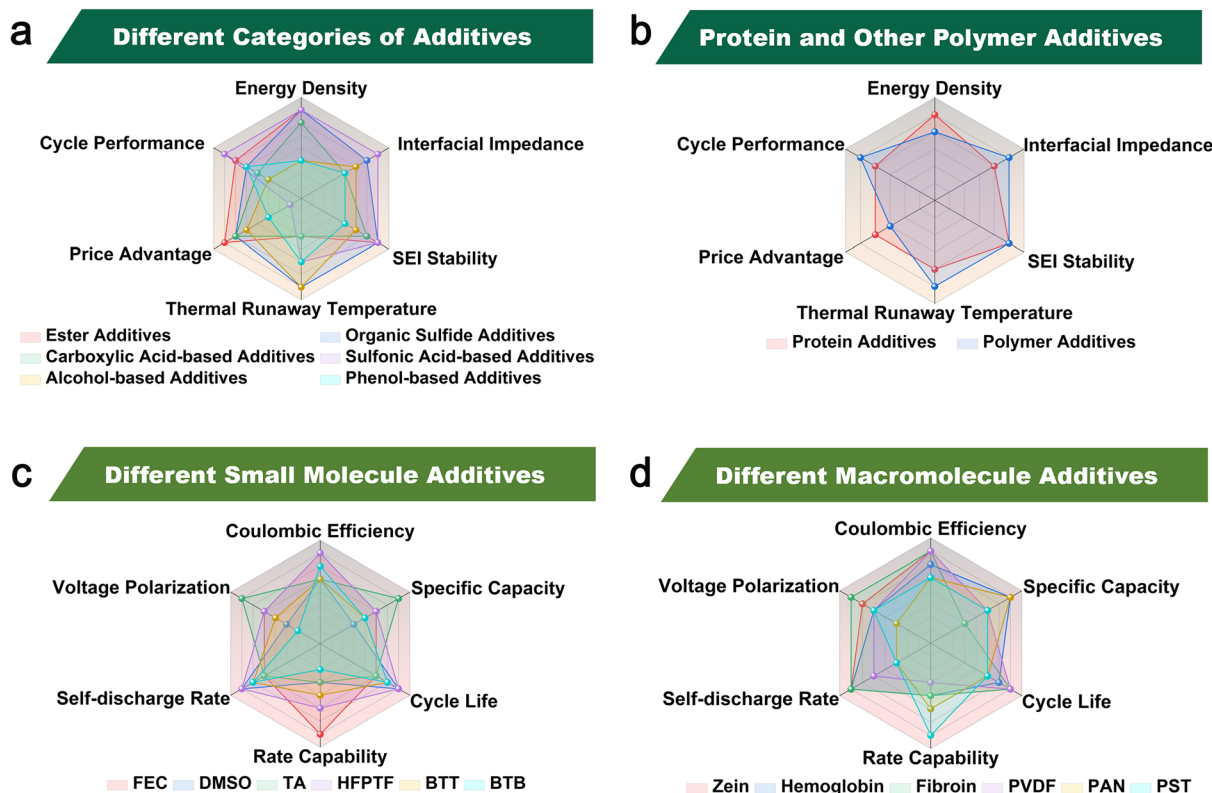 a
Different Categories of Additives
Energy Density
Cycle Performance
Interfacial Impedance
Price Advantage
SEI Stability
Thermal Runaway Temperature
Ester Additives
Organic Sulfide Additives
Carboxylic Acid-based Additives
Sulfonic Acid-based Additives
Alcohol-based Additives
Phenol-based Additives
b
Protein and Other Polymer Additives
Energy Density
Cycle Performance
Interfacial Impedance
Price Advantage
SEI Stability
Thermal Runaway Temperature
Protein Additives
Polymer Additives
c
Different Small Molecule Additives
Coulombic Efficiency
Voltage Polarization
Specific Capacity
Self-discharge Rate
Cycle Life
Rate Capability
FEC DMSO TA HFPTF BTT BTB
d
Different Macromolecule Additives
Coulombic Efficiency
Voltage Polarization
Specific Capacity
Self-discharge Rate
Cycle Life
Rate Capability
Zein Hemoglobin Fibroin PVDF PAN PST